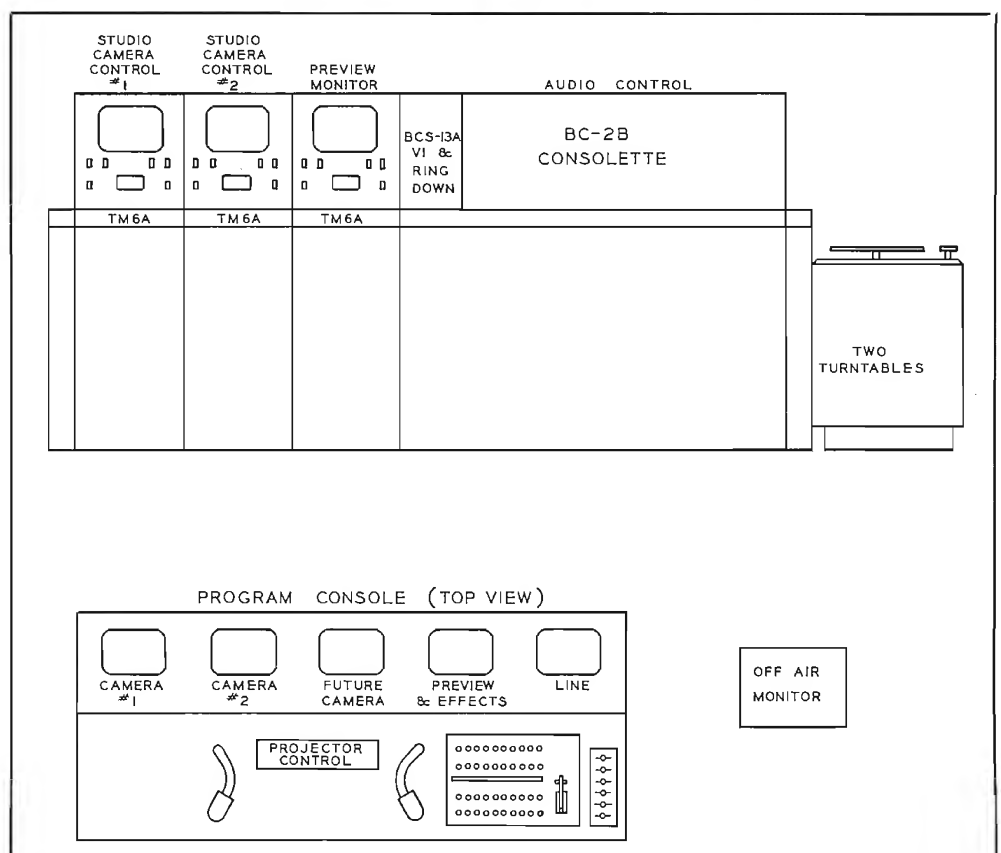 STUDIO
CAMERA
CONTROL
#1
STUDIO
CAMERA
CONTROL
#2
PREVIEW
MONITOR
AUDIO CONTROL
BCS-13A
V1 &
RING
DOWN
BC-2B
CONSOLETTE
TM6A
TM6A
TM6A
TWO
TURNTABLES
PROGRAM CONSOLE (TOP VIEW)
CAMERA
#1
CAMERA
#2
FUTURE
CAMERA
PREVIEW
& EFFECTS
LINE
PROJECTOR
CONTROL
OFF AIR
MONITOR